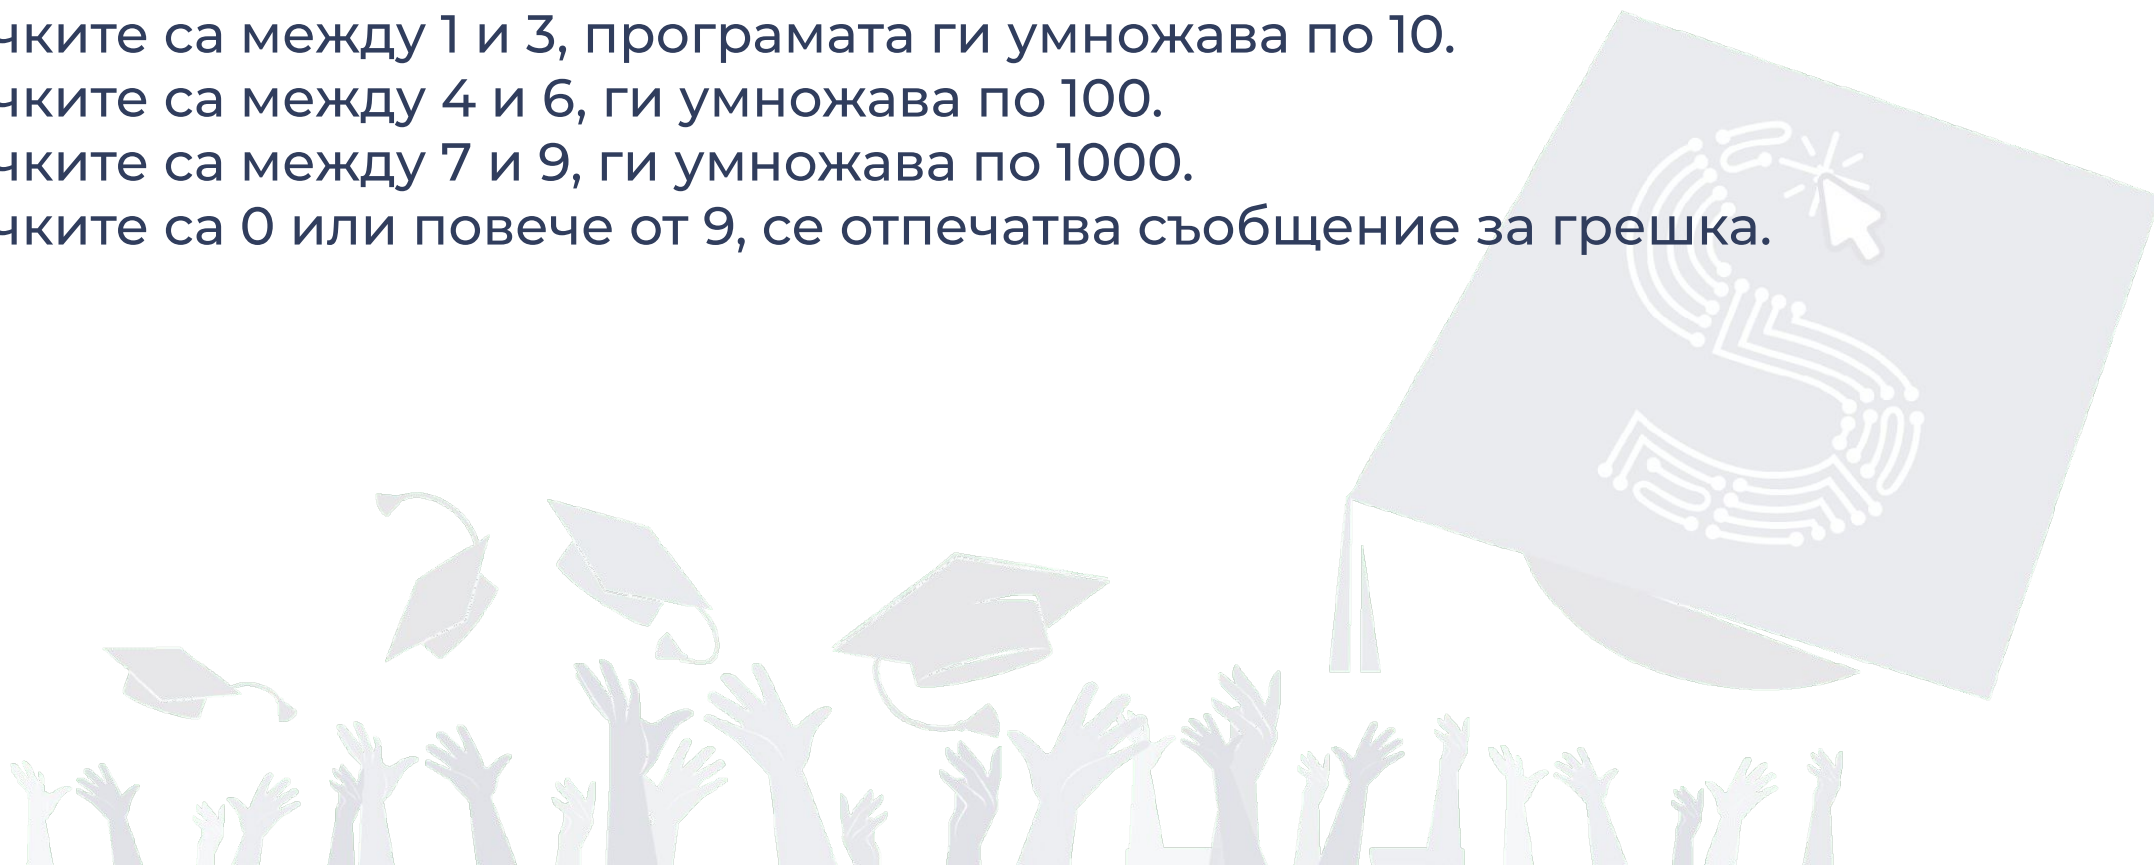 чките са между 1 и 3, програмата ги умножава по 10.
чките са между 4 и 6, ги умножава по 100.
чките са между 7 и 9, ги умножава по 1000.
чките са 0 или повече от 9, се отпечатва съобщение за грешка.